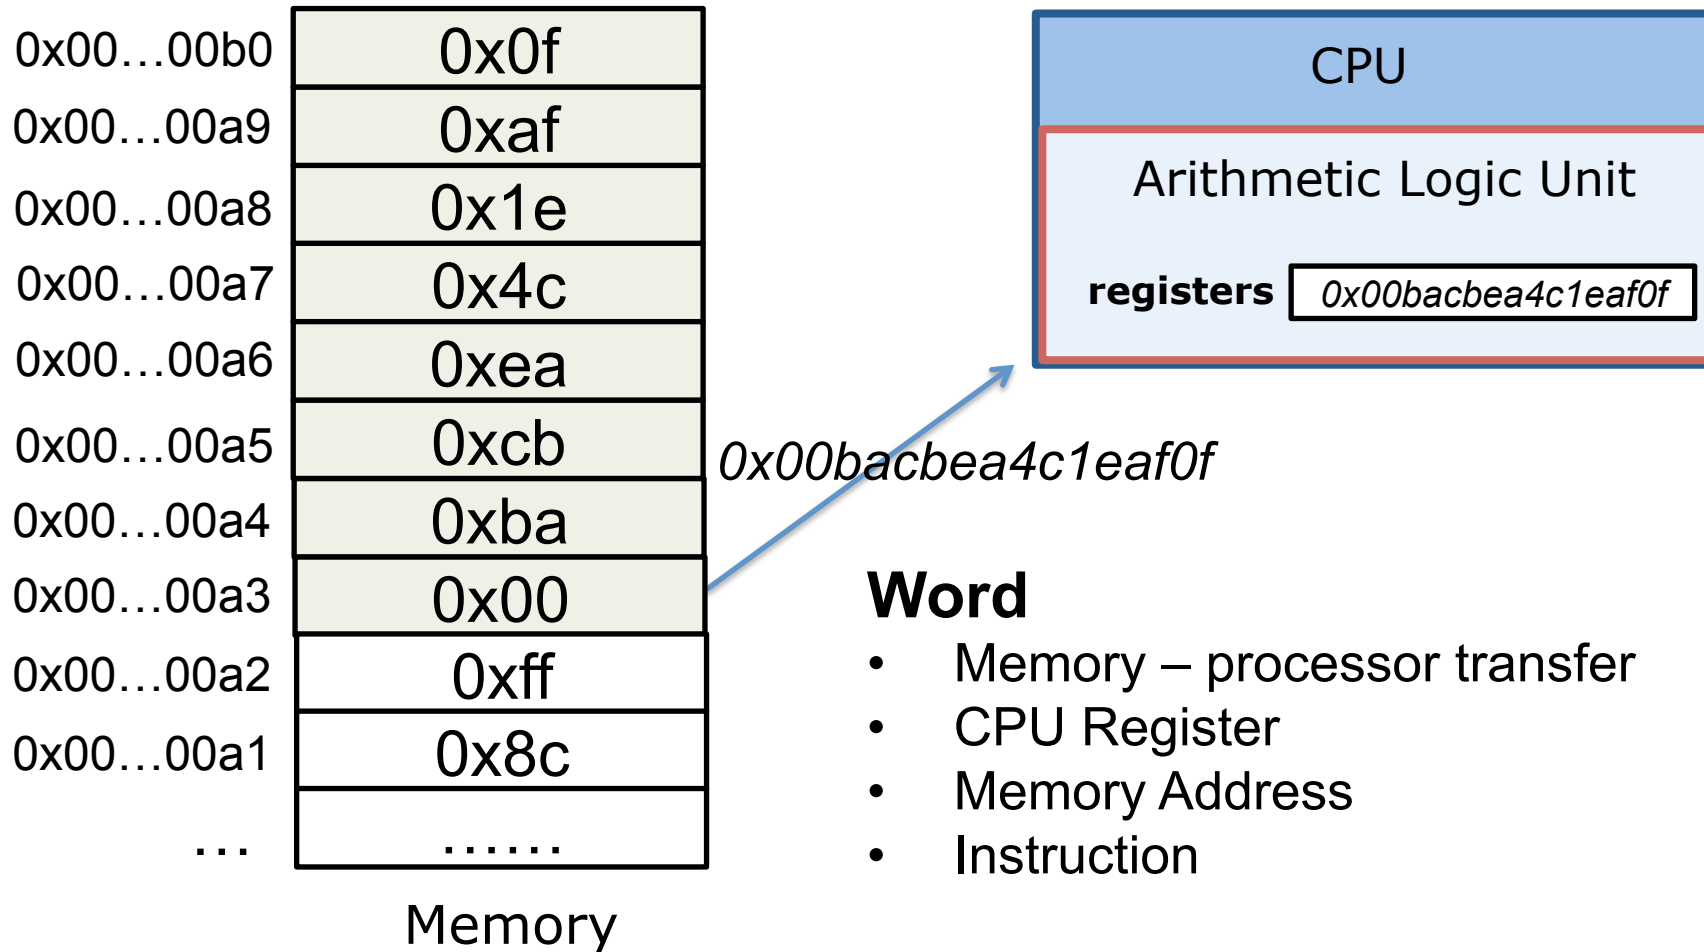 0x00…00b0 0x0f
0x00…00a9 0xaf
0x00…00a8 0x1e
0x00…00a7 0x4c
0x00…00a6 0xea
0x00…00a5 0xcb
0x00…00a4 0xba
0x00…00a3 0x00
0x00…00a2 0xff
0x00…00a1 0x8c
… ……
Memory
CPU
Arithmetic Logic Unit
registers 0x00bacbea4c1eaf0f
0x00bacbea4c1eaf0f
Word
• Memory – processor transfer
• CPU Register
• Memory Address
• Instruction